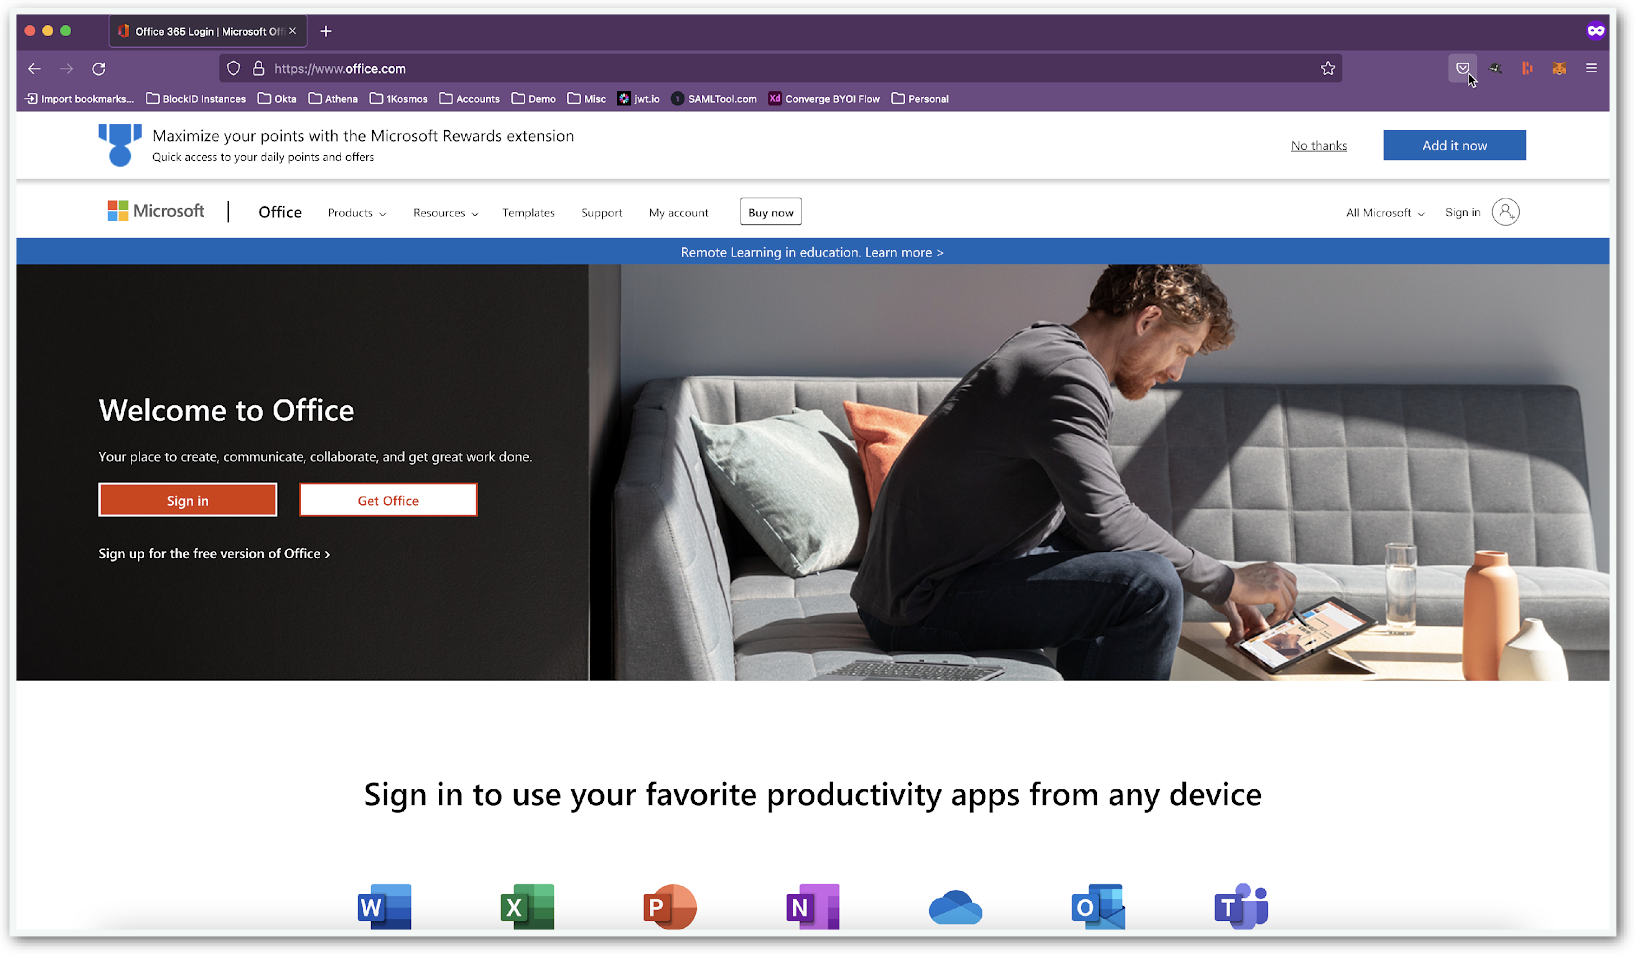 Office 365 Login | Microsoft Off
https://www.office.com
Import bookmarks... BlockID Instances Okta Athena 1Kosmos Accounts Demo Misc jwt.io SAMLTool.com Xd Converge BYOI Flow Personal
Maximize your points with the Microsoft Rewards extension
Quick access to your daily points and offers
No thanks
Add it now
Microsoft Office Products Resources Templates Support My account Buy now All Microsoft Sign in
Remote Learning in education. Learn more >
Welcome to Office
Your place to create, communicate, collaborate, and get great work done.
Sign in Get Office
Sign up for the free version of Office >
Sign in to use your favorite productivity apps from any device
W X P N O T